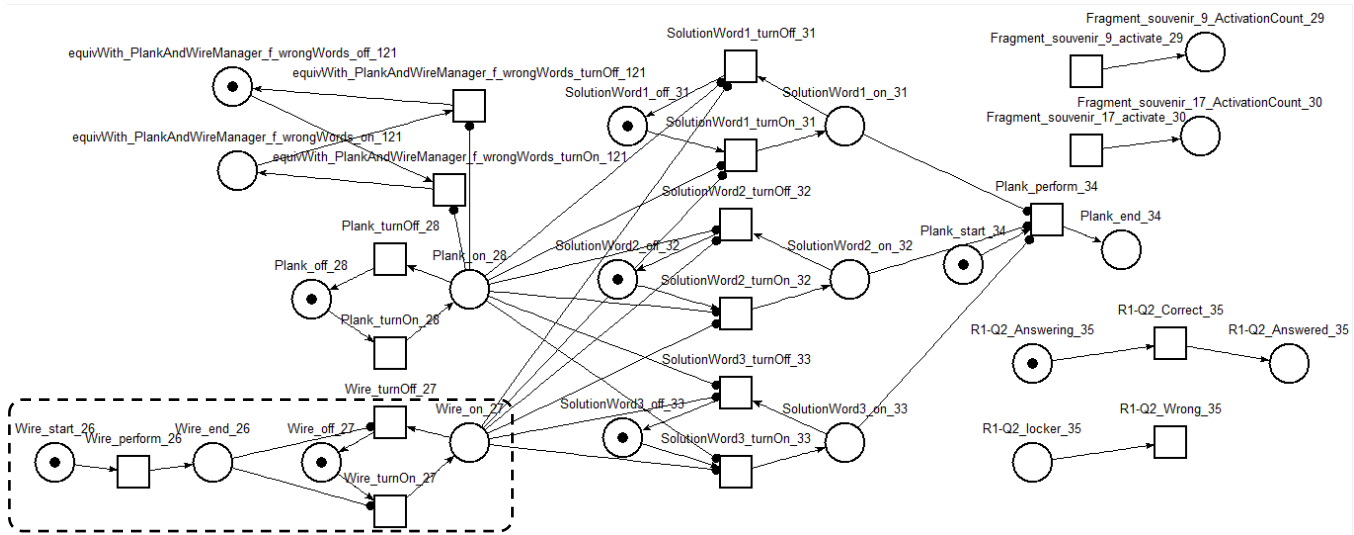 Fragment_souvenir_9_ActivationCount_29
SolutionWord1_turnOff_31
Fragment_souvenir_9_activate_29
equivWith_PlankAndWireManager_f_wrongWords_off_121
equivWith_PlankAndWireManager_f_wrongWords_turnOff_121
SolutionWord1_off_31
SolutionWord1_on_31
Fragment_souvenir_17_ActivationCount_30
Fragment_souvenir_17_activate_30
SolutionWord1_turnOn_31
equivWith_PlankAndWireManager_f_wrongWords_on_121
equivWith_PlankAndWireManager_f_wrongWords_turnOn_121
Plank_perform_34
SolutionWord2_turnOff_32
Plank_end_34
Plank_turnOff_28
Plank_start_34
SolutionWord2_off_32
SolutionWord2_on_32
Plank_on_28
Plank_off_28
SolutionWord2_turnOn_32
R1-Q2_Correct_35
Plank_turnOn_28
R1-Q2_Answering_35
R1-Q2_Answered_35
SolutionWord3_turnOff_33
Wire_turnOff_27
R1-Q2_Wrong_35
Wire_on_27
SolutionWord3_off_33
SolutionWord3_on_33
Wire_start_26
Wire_perform_26
Wire_end_26
Wire_off_27
R1-Q2_locker_35
SolutionWord3_turnOn_33
Wire_turnOn_27